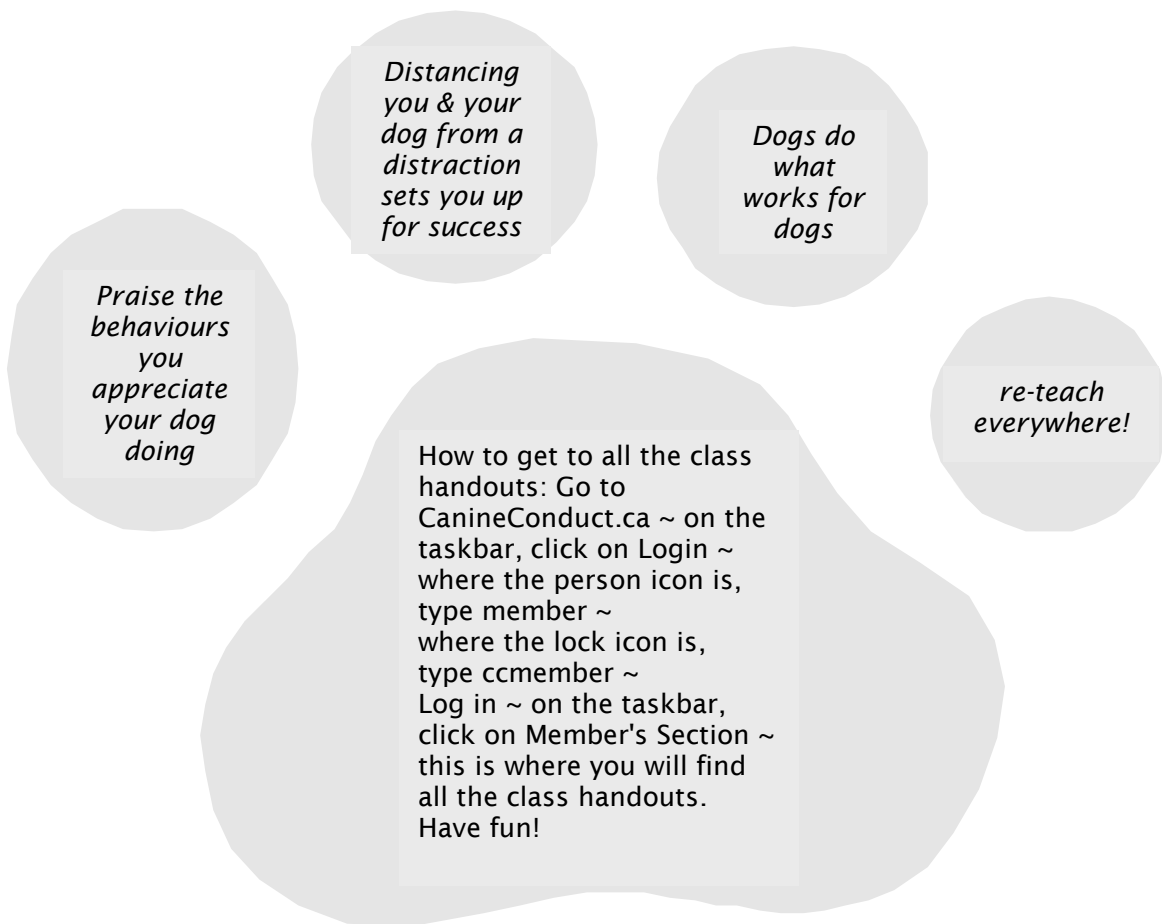 Distancing
you & your
dog from a
distraction
sets you up
for success
Dogs do
what
works for
dogs
Praise the
behaviours
you
appreciate
your dog
doing
re-teach
everywhere!
How to get to all the class
handouts: Go to
CanineConduct.ca ~ on the
taskbar, click on Login ~
where the person icon is,
type member ~
where the lock icon is,
type ccmember ~
Log in ~ on the taskbar,
click on Member's Section ~
this is where you will find
all the class handouts.
Have fun!